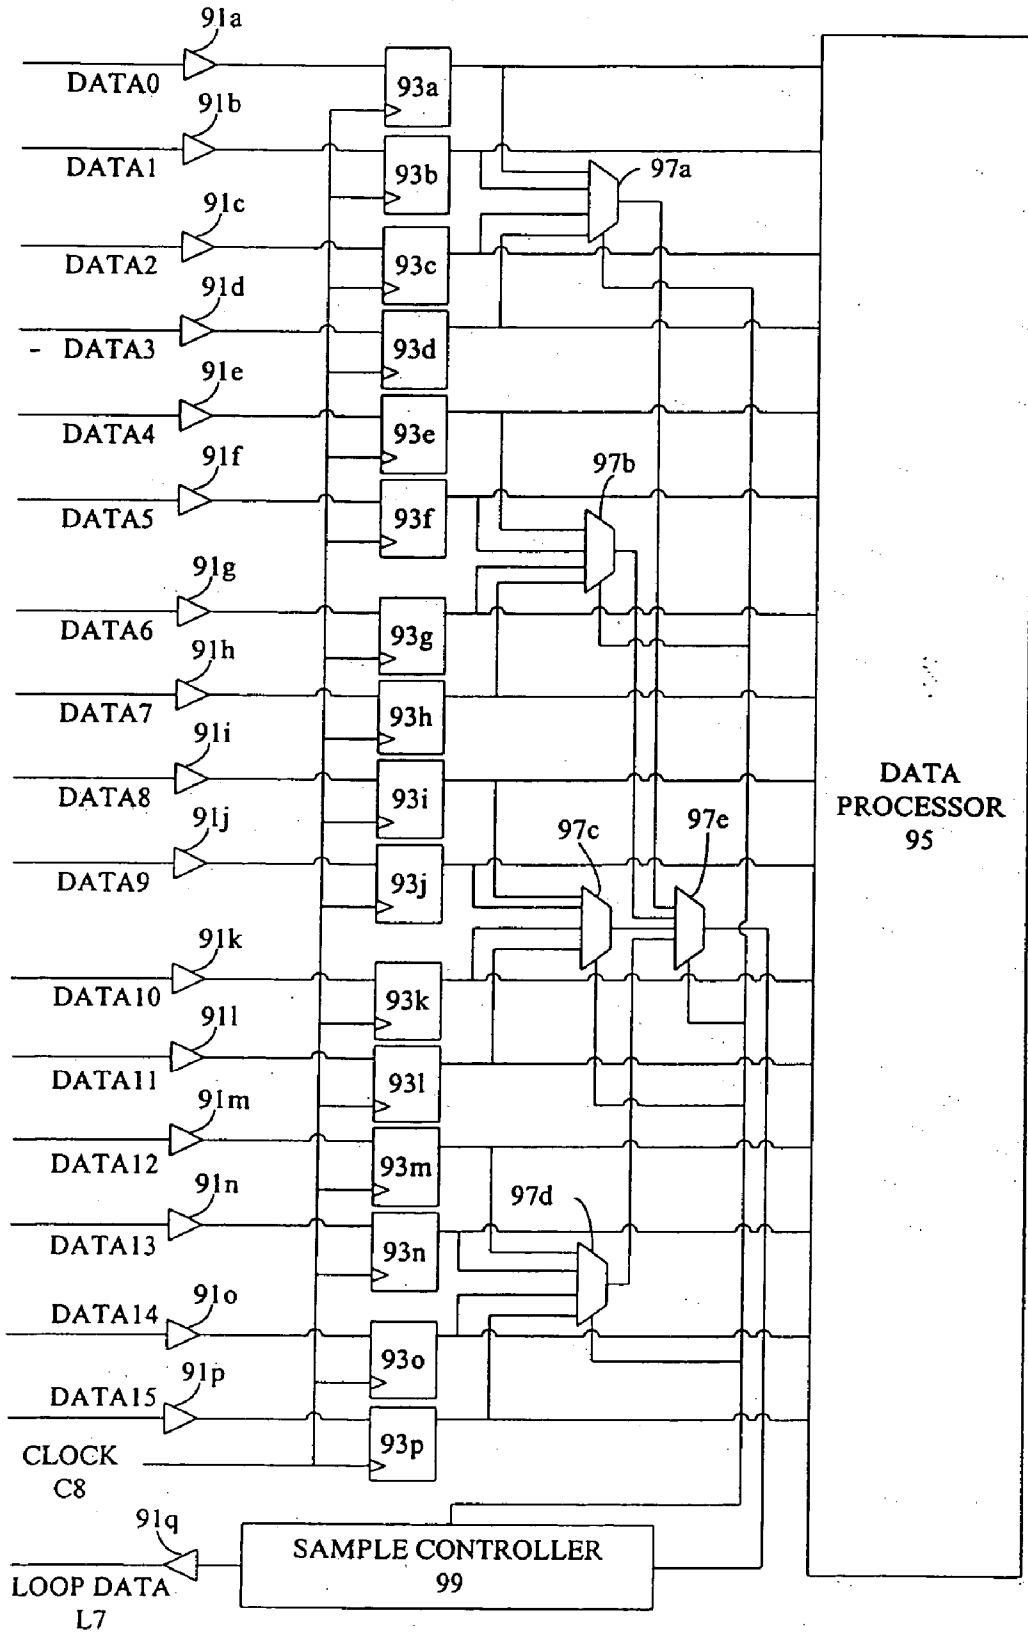 91a
DATA0
93a
91b
DATA1
93b
97a
91c
DATA2
93c
91d
- DATA3
93d
91e
DATA4
93e
91f
DATA5
93f
97b
91g
DATA6
93g
91h
DATA7
93h
91i
DATA8
93i
DATA
PROCESSOR
95
91j
DATA9
93j
97c
97e
91k
DATA10
93k
91l
DATA11
93l
91m
DATA12
93m
91n
DATA13
93n
97d
DATA14
91o
93o
DATA15
91p
93p
CLOCK
C8
91q
LOOP DATA
L7
SAMPLE CONTROLLER
99